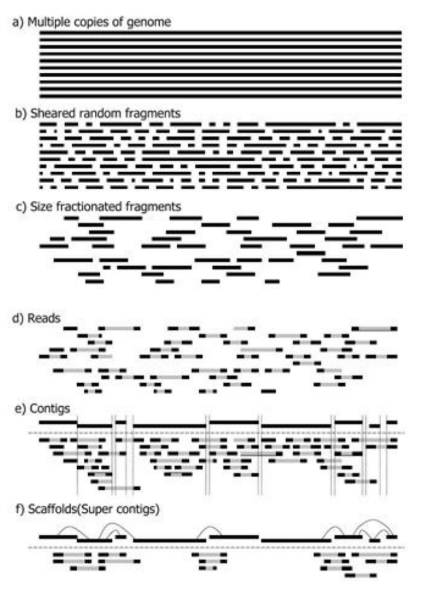 a) Multiple copies of genome
b) Sheared random fragments
c) Size fractionated fragments
d) Reads
e) Contigs
f) Scaffolds(Super contigs)